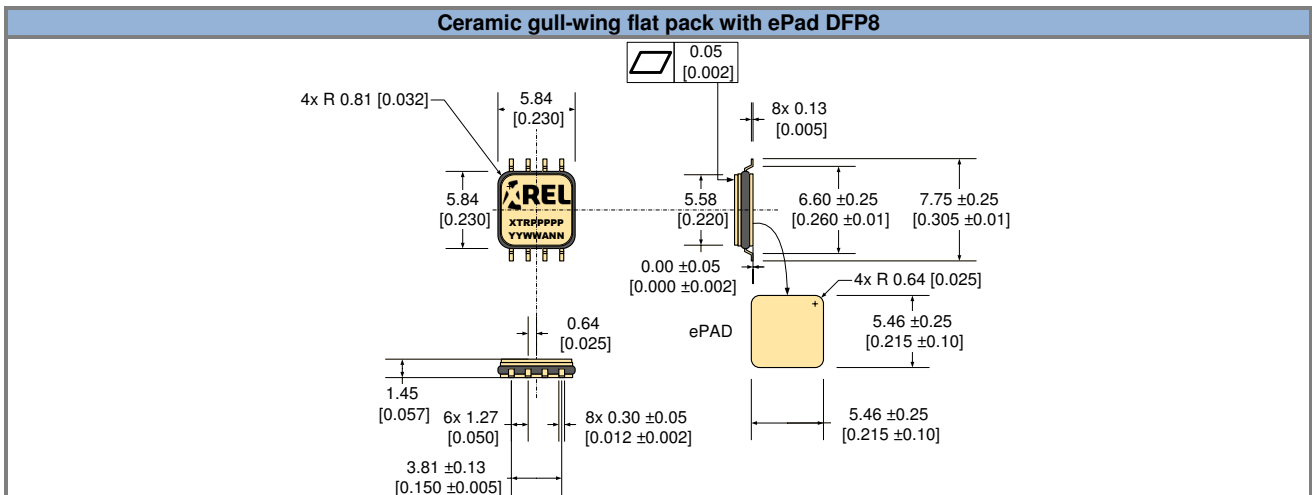 Ceramic gull-wing flat pack with ePad DFP8
0.05
[0.002]
4x R 0.81 [0.032]
5.84
[0.230]
8x 0.13
[0.005]
5.84
[0.230]
XREL
XTRPPPPP
YYWWANN
5.58
[0.220]
6.60 ±0.25
[0.260 ±0.01]
7.75 ±0.25
[0.305 ±0.01]
0.00 ±0.05
[0.000 ±0.002]
4x R 0.64 [0.025]
ePAD
+
5.46 ±0.25
[0.215 ±0.10]
0.64
[0.025]
1.45
[0.057]
6x 1.27
[0.050]
8x 0.30 ±0.05
[0.012 ±0.002]
5.46 ±0.25
[0.215 ±0.10]
3.81 ±0.13
[0.150 ±0.005]